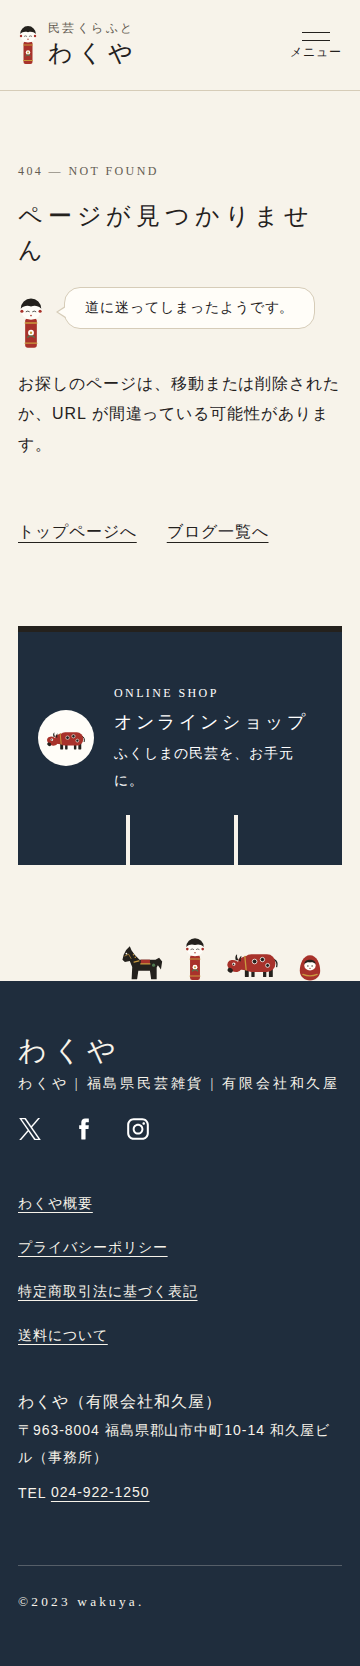 民芸くらふと
わくや
メニュー
404 — NOT FOUND
ページが見つかりませ
ん
道に迷ってしまったようです。
お探しのページは、移動または削除された
か、URL が間違っている可能性がありま
す。
トップページへ ブログ一覧へ
ONLINE SHOP
オンラインショップ
ふくしまの民芸を、お手元
に。
わくや
わくや｜福島県民芸雑貨｜有限会社和久屋
わくや概要
プライバシーポリシー
特定商取引法に基づく表記
送料について
わくや（有限会社和久屋）
〒963-8004 福島県郡山市中町10-14 和久屋ビ
ル（事務所）
TEL 024-922-1250
©2023 wakuya.